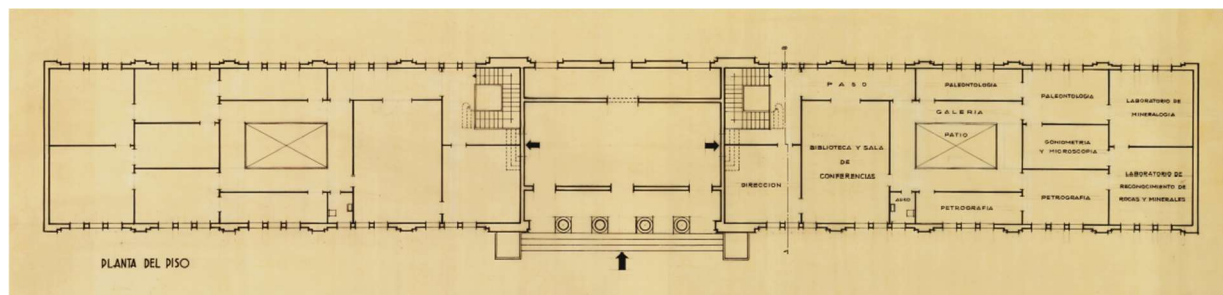 PASO
PALEONTOLOGIA
PALEONTOLOGIA
LABORATORIO DE
MINERALOGIA
GALERIA
PATIO
GONIOMETRIA
Y MICROSCOPIA
BIBLIOTECA Y SALA
DE
CONFERENCIAS
DIRECCION
LABORATORIO DE
RECONOCIMIENTO DE
ROCAS Y MINERALES
ASEO
PETROGRAFIA
PETROGRAFIA
PLANTA DEL PISO